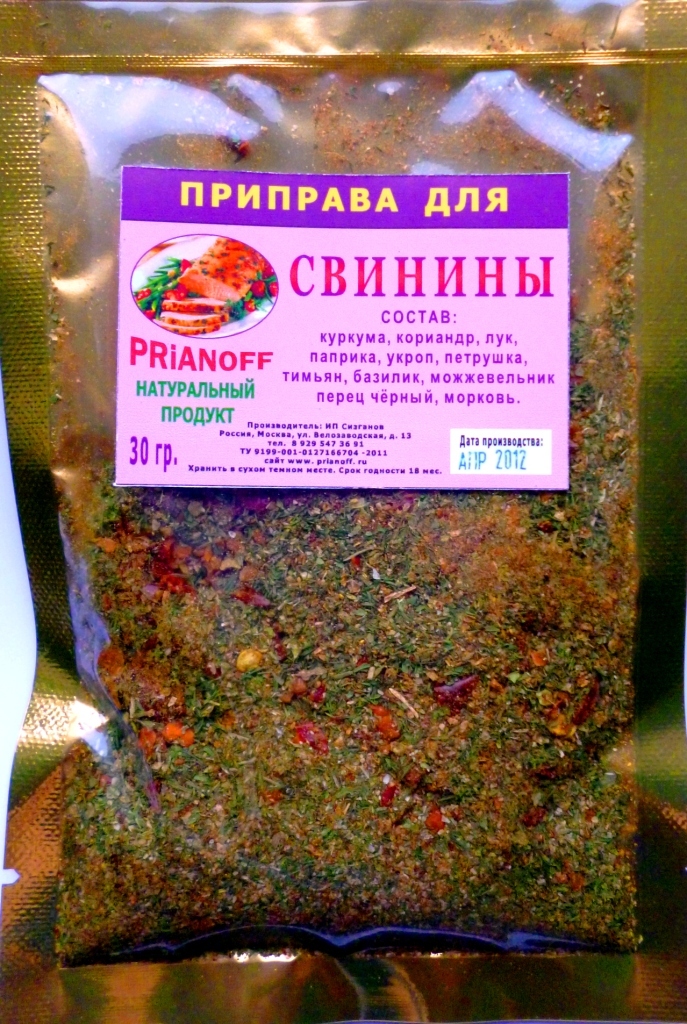 ПРИПРАВА ДЛЯ
СВИНИНЫ
СОСТАВ:
куркума, кориандр, лук,
паприка, укроп, петрушка,
тимьян, базилик, можжевельник
перец чёрный, морковь.
PRiANOFF
НАТУРАЛЬНЫЙ
ПРОДУКТ
30 гр.
Производитель: ИП Сизганов
Россия, Москва, ул. Велозаводская, д. 13
тел. 8 929 547 36 91
ТУ 9199-001-0127166704 -2011
сайт www. prianoff. ru
Хранить в сухом темном месте. Срок годности 18 мес.
Дата производства:
АПР 2012